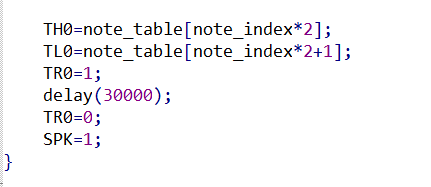 TH0=note_table[note_index*2];
TL0=note_table[note_index*2+1];
TR0=1;
delay(30000);
TR0=0;
SPK=1;
}